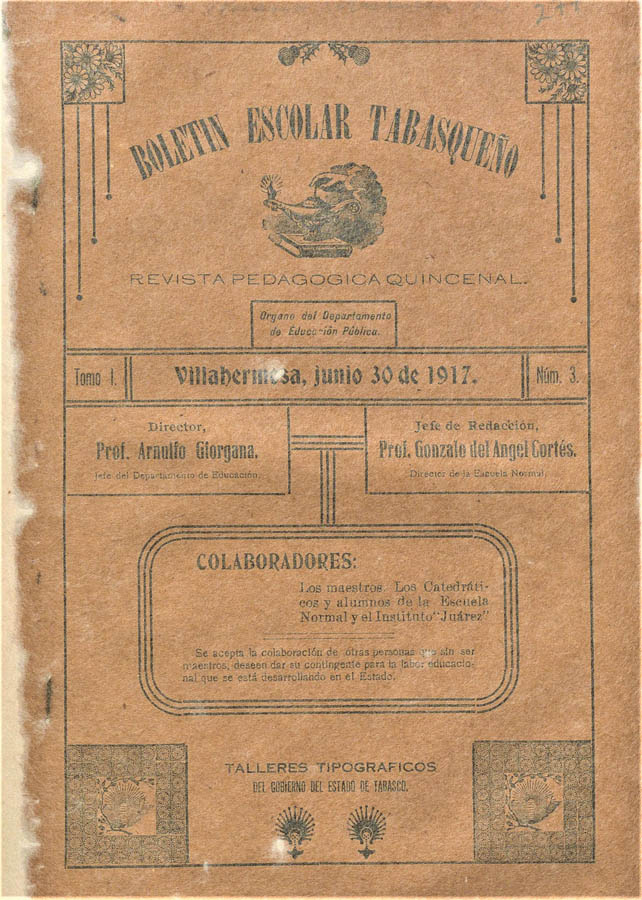 277
BOLETIN ESCOLAR TABASQUEÑO
REVISTA PEDAGOGICA QUINCENAL.
Organo del Departamento
de Educación Pública.
Tomo I.
Villahermosa, junio 30 de 1917.
Núm. 3.
Director,
Prof. Arnulfo Giorgana.
Jefe del Departamento de Educación.
Jefe de Redacción,
Prof. Gonzalo del Angel Cortés.
Director de la Escuela Normal.
COLABORADORES:
Los maestros. Los Catedráti-
cos y alumnos de la Escuela
Normal y el Instituto "Juárez"
Se acepta la colaboración de otras personas que sin ser
maestros, deseen dar su contingente para la labor educacio-
nal que se está desarrollando en el Estado.
TALLERES TIPOGRAFICOS
DEL GOBIERNO DEL ESTADO DE TABASCO.